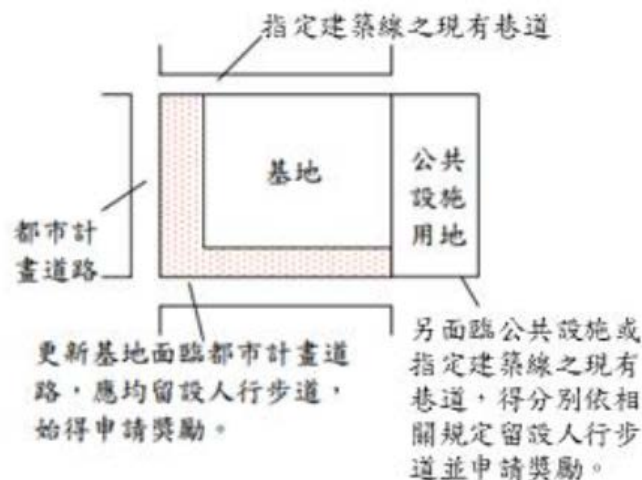 指定建築線之現有巷道
基地
公共
設施
用地
都市計
畫道路
更新基地面臨都市計畫道
路，應均留設人行步道，
始得申請獎勵。
另面臨公共設施或
指定建築線之現有
巷道，得分別依相
關規定留設人行步
道並申請獎勵。